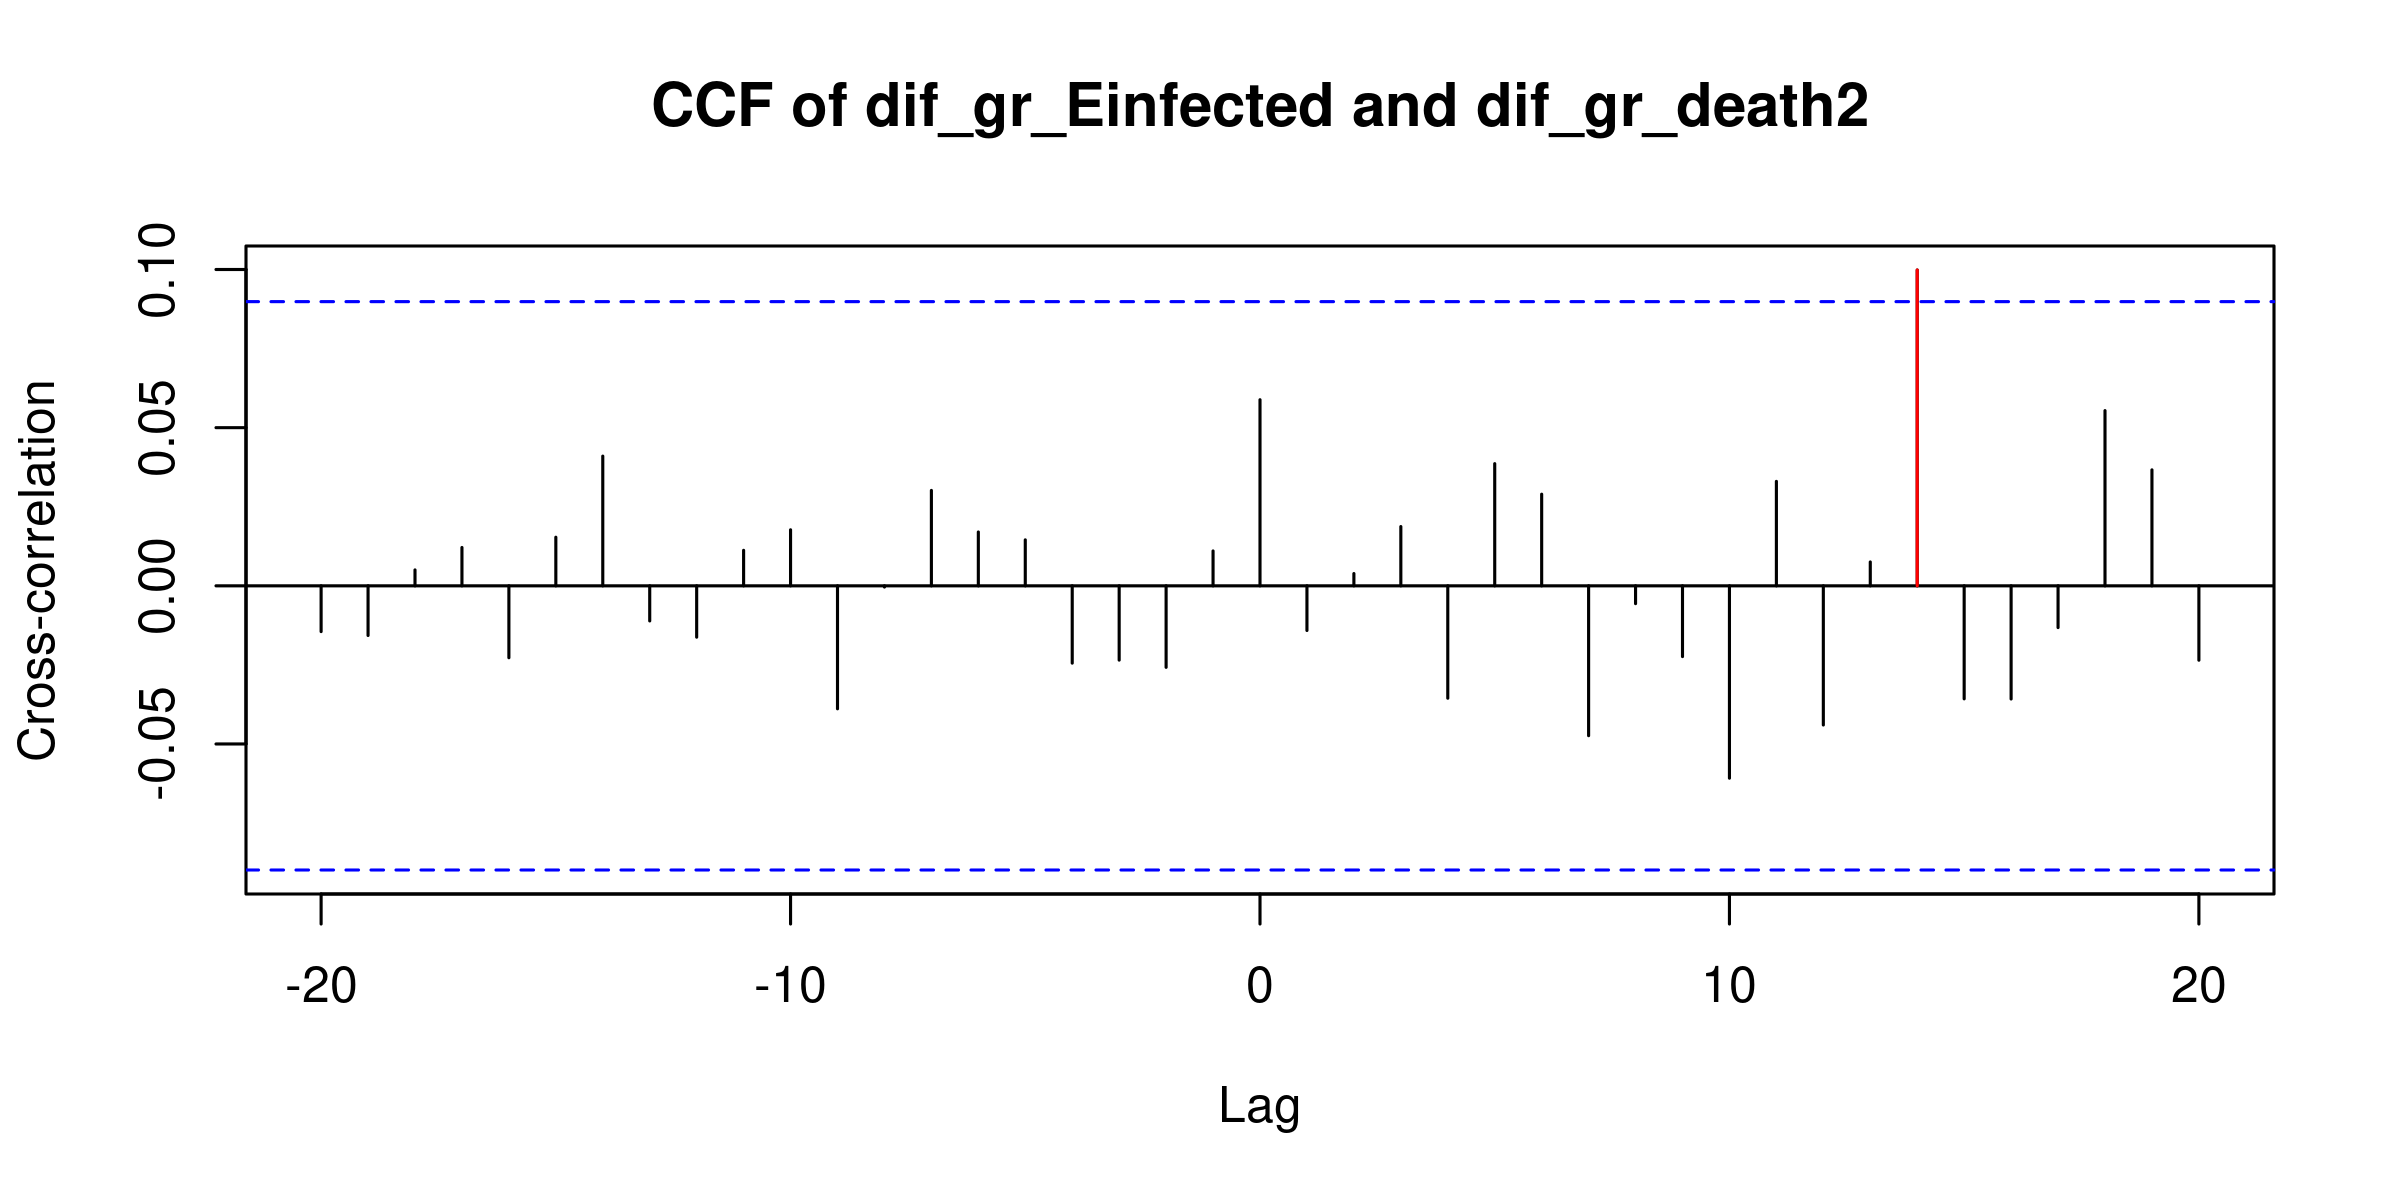 CCF of dif_gr_Einfected and dif_gr_death2
Cross-correlation
0.10
0.05
0.00
-0.05
-20 -10 0 10 20
Lag